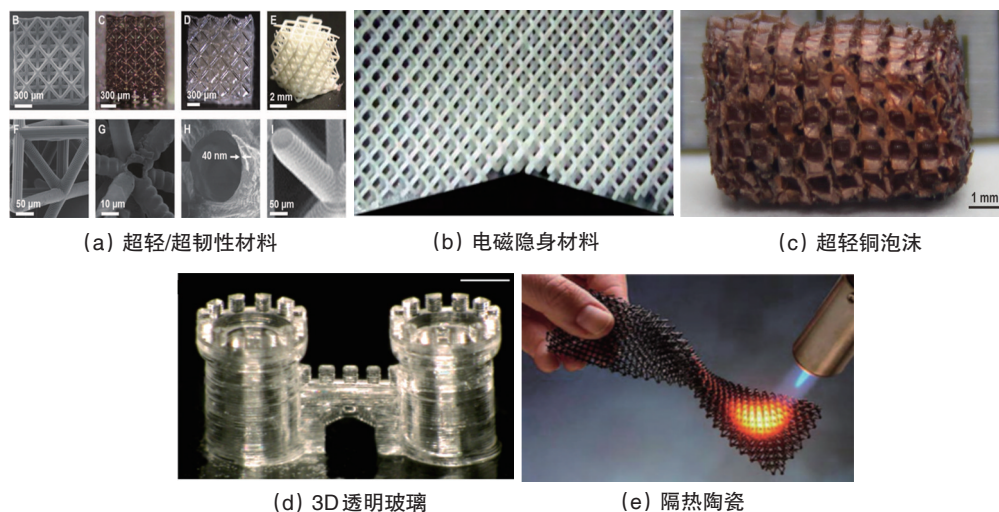 B C D E
300 μm 300 μm 300 μm 2 mm
F G H I
40 nm
50 μm 10 μm 50 μm
1 mm
(a) 超轻/超韧性材料 (b) 电磁隐身材料 (c) 超轻铜泡沫
(d) 3D透明玻璃 (e) 隔热陶瓷